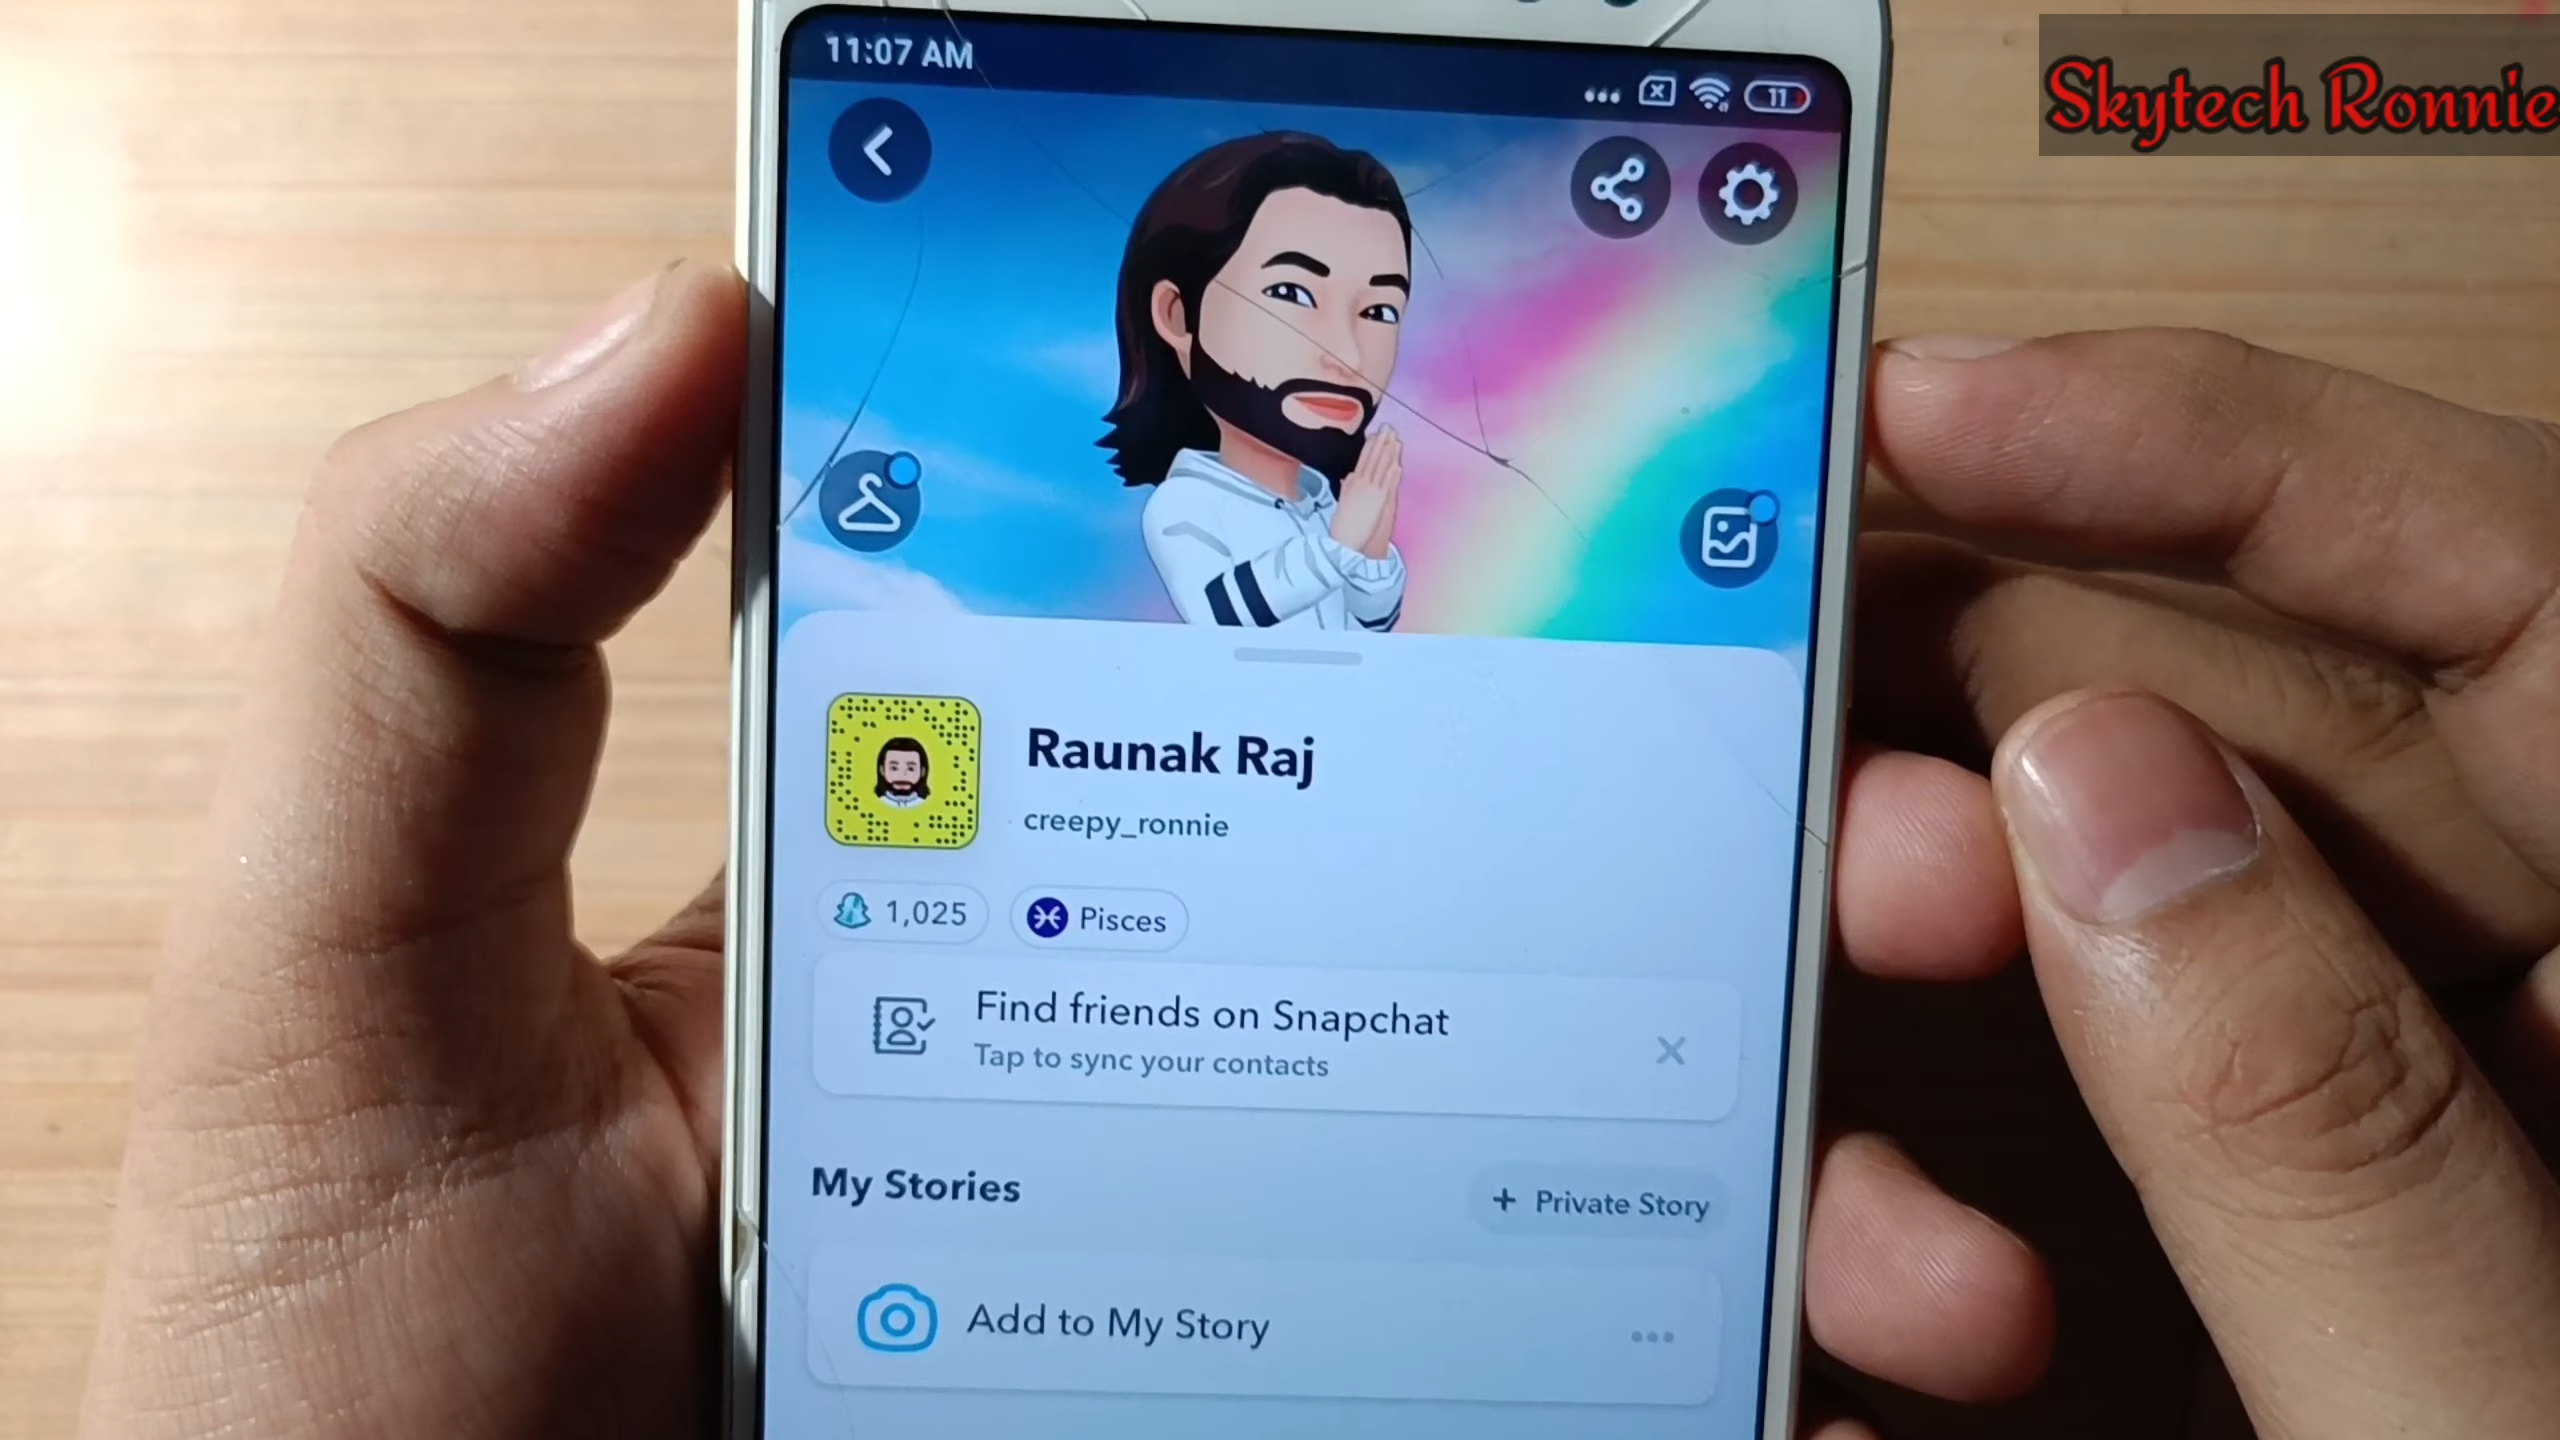 Skytech Ronnie
11:07 AM
11
Raunak Raj
creepy_ronnie
1,025
Pisces
Find friends on Snapchat
Tap to sync your contacts
My Stories
+ Private Story
Add to My Story